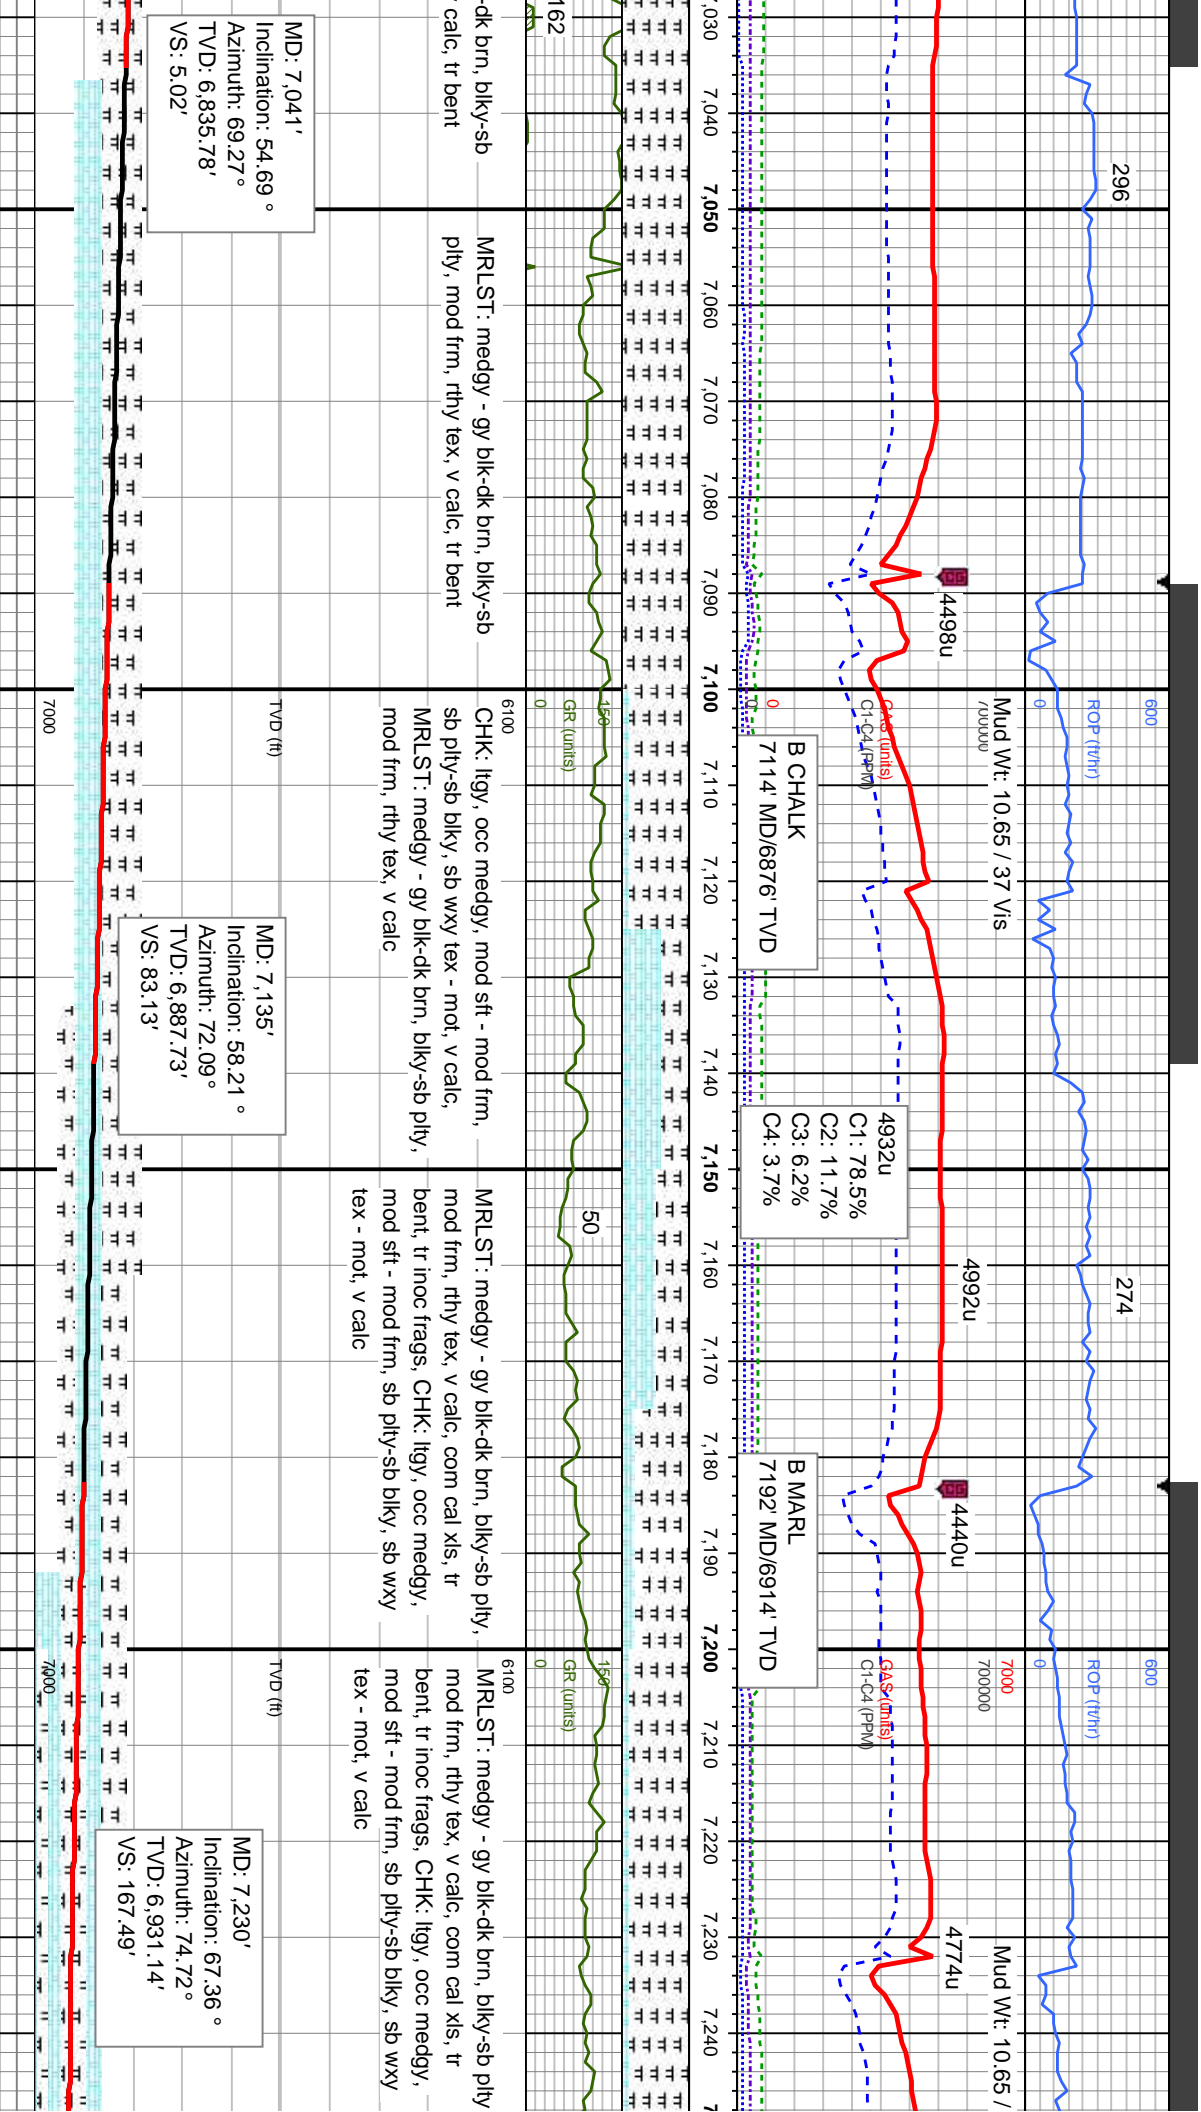 296
274
ROP (ft/hr)
600
0
ROP (ft/hr)
600
0
Mud Wt: 10.65 / 37 Vis
Mud Wt: 10.65 /
700000
7000
700000
4498u
4992u
4440u
4774u
GAS (units)
C1-C4 (PPM)
0
0
GAS (units)
C1-C4 (PPM)
B CHALK
7114' MD/6876' TVD
4932u
C1: 78.5%
C2: 11.7%
C3: 6.2%
C4: 3.7%
B MARL
7192' MD/6914' TVD
7,030
7,040
7,050
7,060
7,070
7,080
7,090
7,100
7,110
7,120
7,130
7,140
7,150
7,160
7,170
7,180
7,190
7,200
7,210
7,220
7,230
7,240
162
50
150
GR (units)
0
150
GR (units)
0
6100
TVD (ft)
7000
6100
TVD (ft)
7000
-dk brn, blky-sb
calc, tr bent
MRLST: medgy - gy blk-dk brn, blky-sb
plty, mod frm, rthy tex, v calc, tr bent
CHK: ltgy, occ medgy, mod sft - mod frm,
sb plty-sb blky, sb wxy tex - mot, v calc,
MRLST: medgy - gy blk-dk brn, blky-sb plty,
mod frm, rthy tex, v calc
MRLST: medgy - gy blk-dk brn, blky-sb plty,
mod frm, rthy tex, v calc, com cal xls, tr
bent, tr inoc frags, CHK: ltgy, occ medgy,
mod sft - mod frm, sb plty-sb blky, sb wxy
tex - mot, v calc
MRLST: medgy - gy blk-dk brn, blky-sb plty
mod frm, rthy tex, v calc, com cal xls, tr
bent, tr inoc frags, CHK: ltgy, occ medgy,
mod sft - mod frm, sb plty-sb blky, sb wxy
tex - mot, v calc
MD: 7,041'
Inclination: 54.69 °
Azimuth: 69.27°
TVD: 6,835.78'
VS: 5.02'
MD: 7,135'
Inclination: 58.21 °
Azimuth: 72.09°
TVD: 6,887.73'
VS: 83.13'
MD: 7,230'
Inclination: 67.36 °
Azimuth: 74.72°
TVD: 6,931.14'
VS: 167.49'